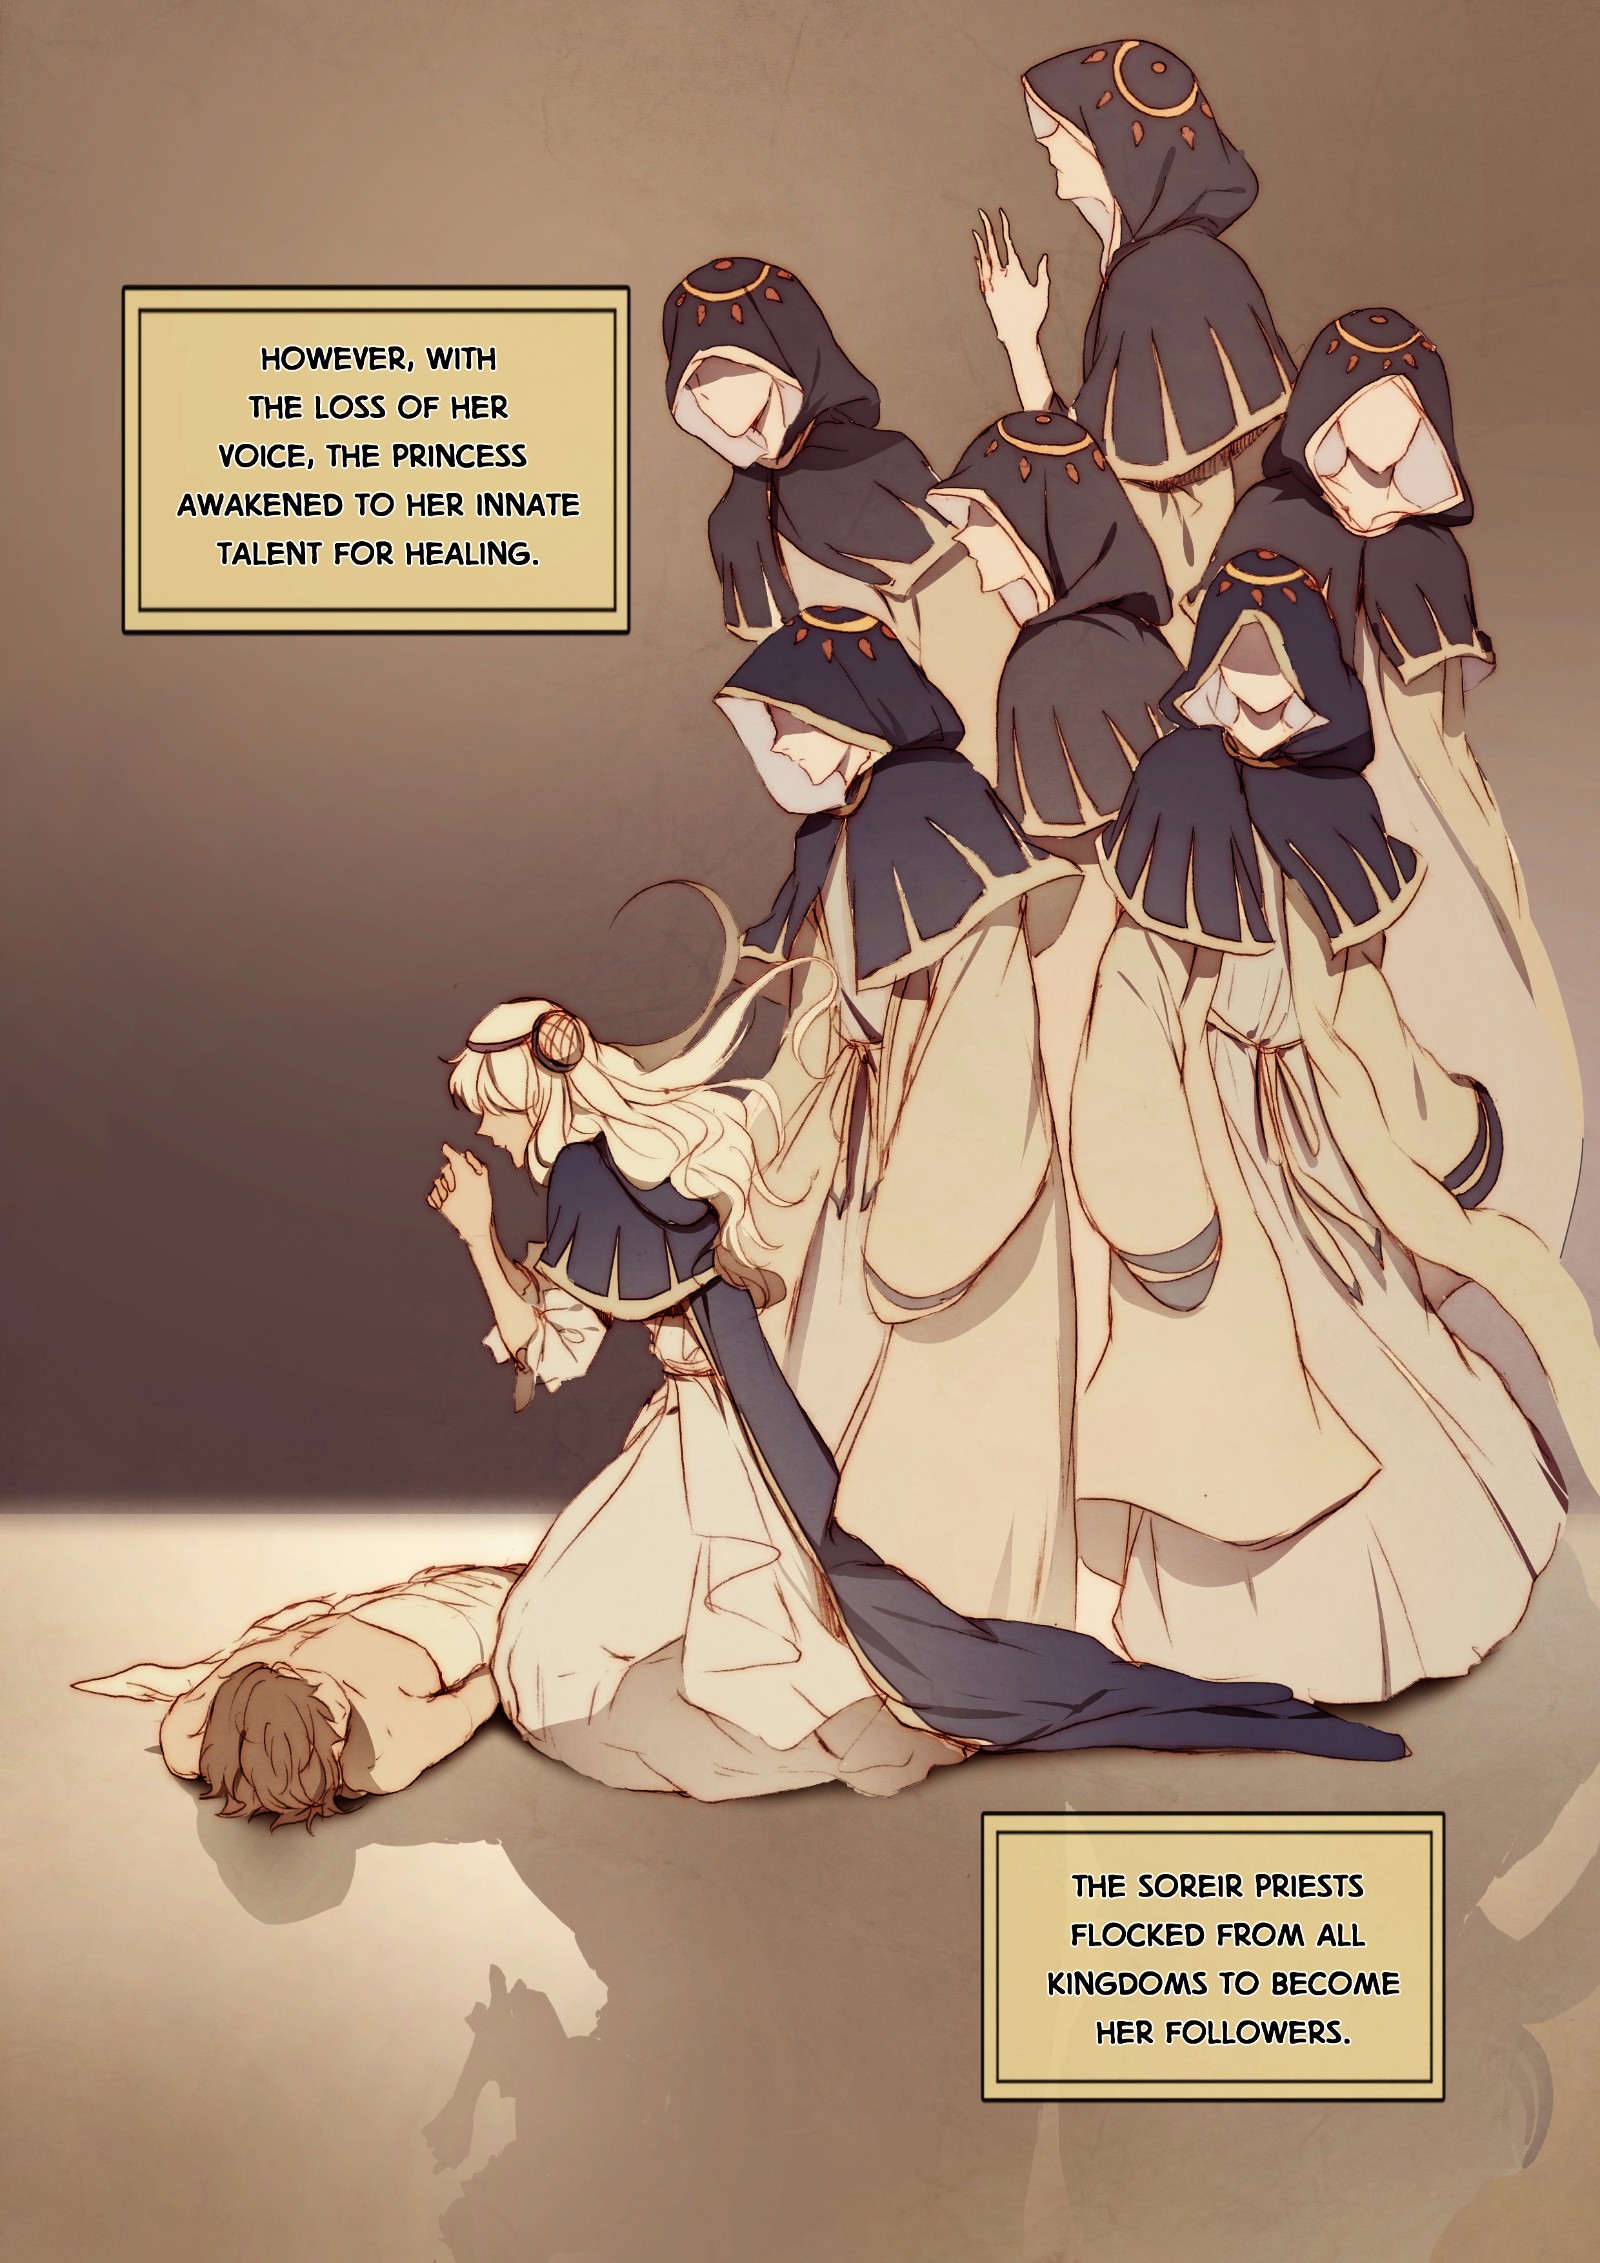 HOWEVER, WITH
THE LOSS OF HER
VOICE, THE PRINCESS
AWAKENED TO HER INNATE
TALENT FOR HEALING.
THE SOREIR PRIESTS
FLOCKED FROM ALL
KINGDOMS TO BECOME
HER FOLLOWERS.